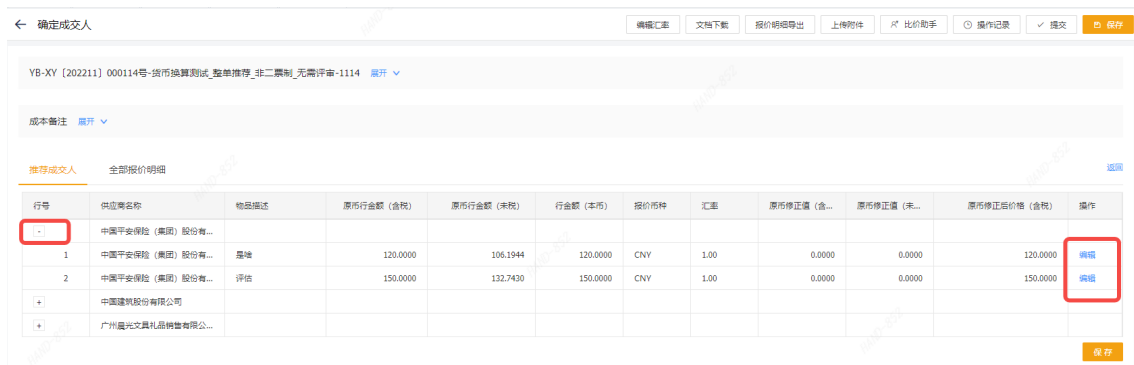 ← 确定成交人 编辑汇率 文档下载 报价明细导出 上传附件 比价助手 操作记录 提交 保存
YB-XY〔202211〕000114号-货币换算测试_整单推荐_非二票制_无需评审-1114 展开
成本备注 展开
推荐成交人 全部报价明细 返回
行号 供应商名称 物品描述 原币行金额（含税） 原币行金额（未税） 行金额（本币） 报价币种 汇率 原币修正值（含... 原币修正值（未... 原币修正后价格（含税） 操作
- 中国平安保险（集团）股份有...
1 中国平安保险（集团）股份有... 是啥 120.0000 106.1944 120.0000 CNY 1.00 0.0000 0.0000 120.0000 编辑
2 中国平安保险（集团）股份有... 评估 150.0000 132.7430 150.0000 CNY 1.00 0.0000 0.0000 150.0000 编辑
+ 中国建筑股份有限公司
+ 广州晨光文具礼品销售有限公...
保存